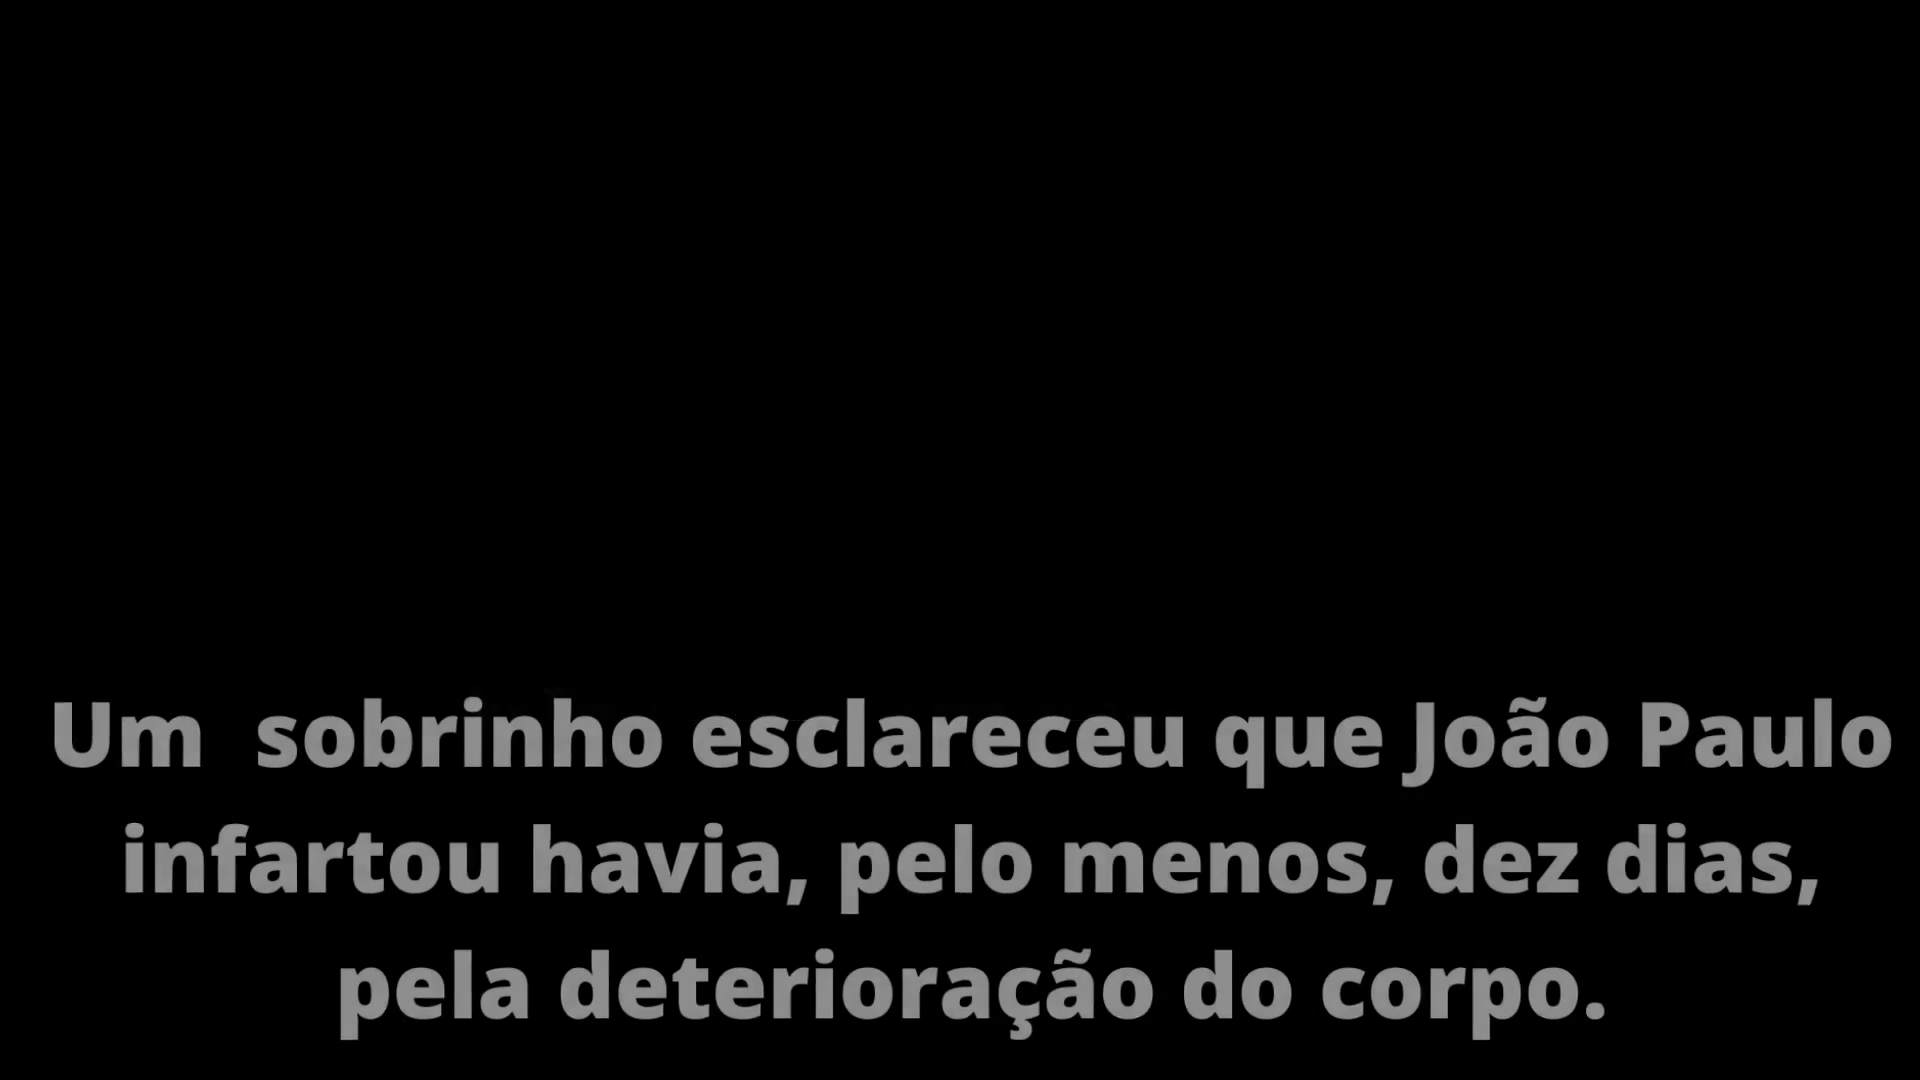 Um  sobrinho esclareceu que João Paulo
infartou havia, pelo menos, dez dias,
pela deterioração do corpo.